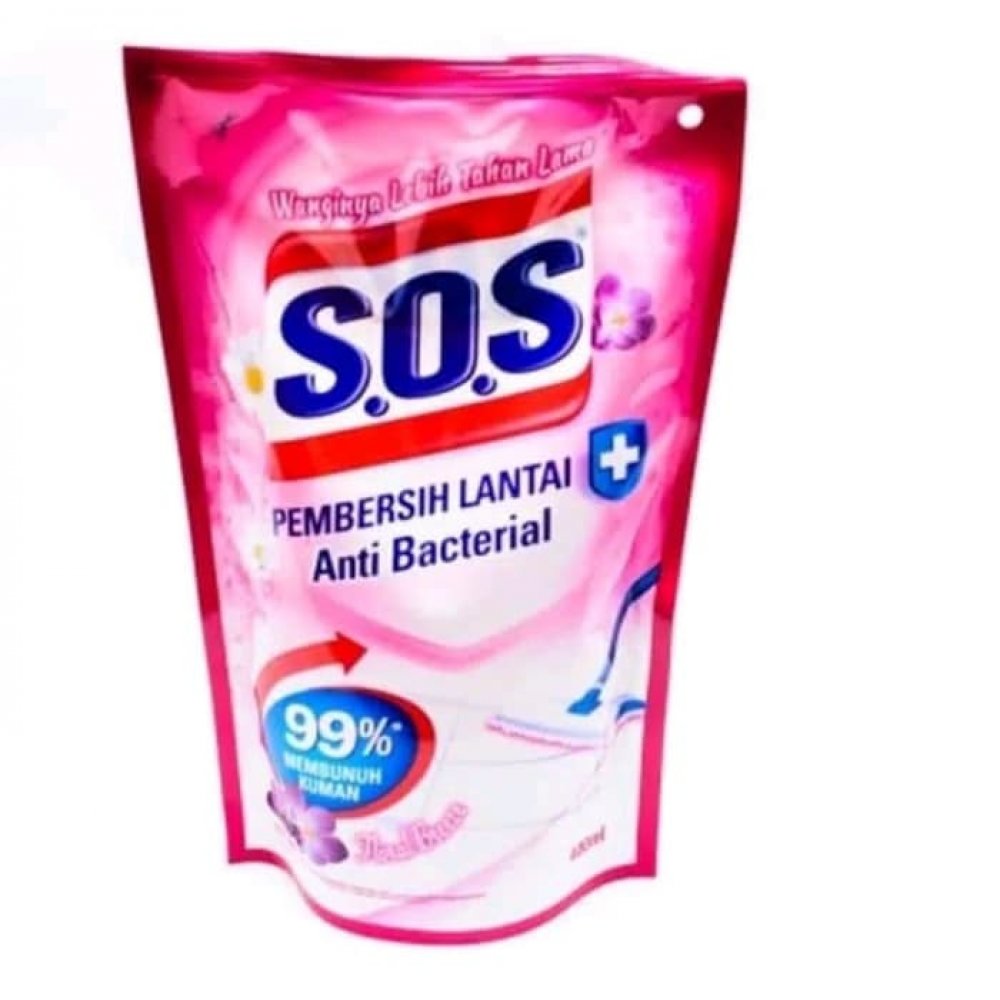 Wanginya Lebih Tahan Lama
S.O.S
PEMBERSIH LANTAI
Anti Bacterial
99%*
MEMBUNUH
KUMAN